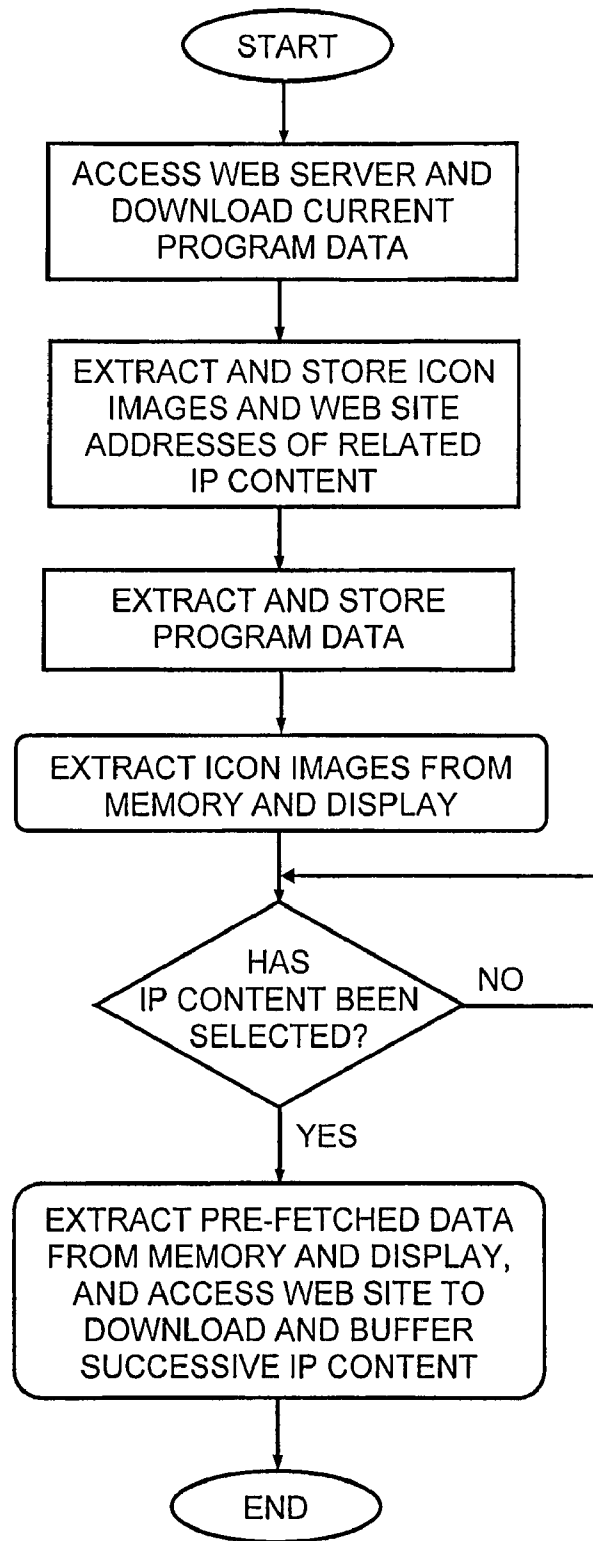 START
ACCESS WEB SERVER AND
DOWNLOAD CURRENT
PROGRAM DATA
EXTRACT AND STORE ICON
IMAGES AND WEB SITE
ADDRESSES OF RELATED
IP CONTENT
EXTRACT AND STORE
PROGRAM DATA
EXTRACT ICON IMAGES FROM
MEMORY AND DISPLAY
HAS
IP CONTENT BEEN
SELECTED?
NO
YES
EXTRACT PRE-FETCHED DATA
FROM MEMORY AND DISPLAY,
AND ACCESS WEB SITE TO
DOWNLOAD AND BUFFER
SUCCESSIVE IP CONTENT
END